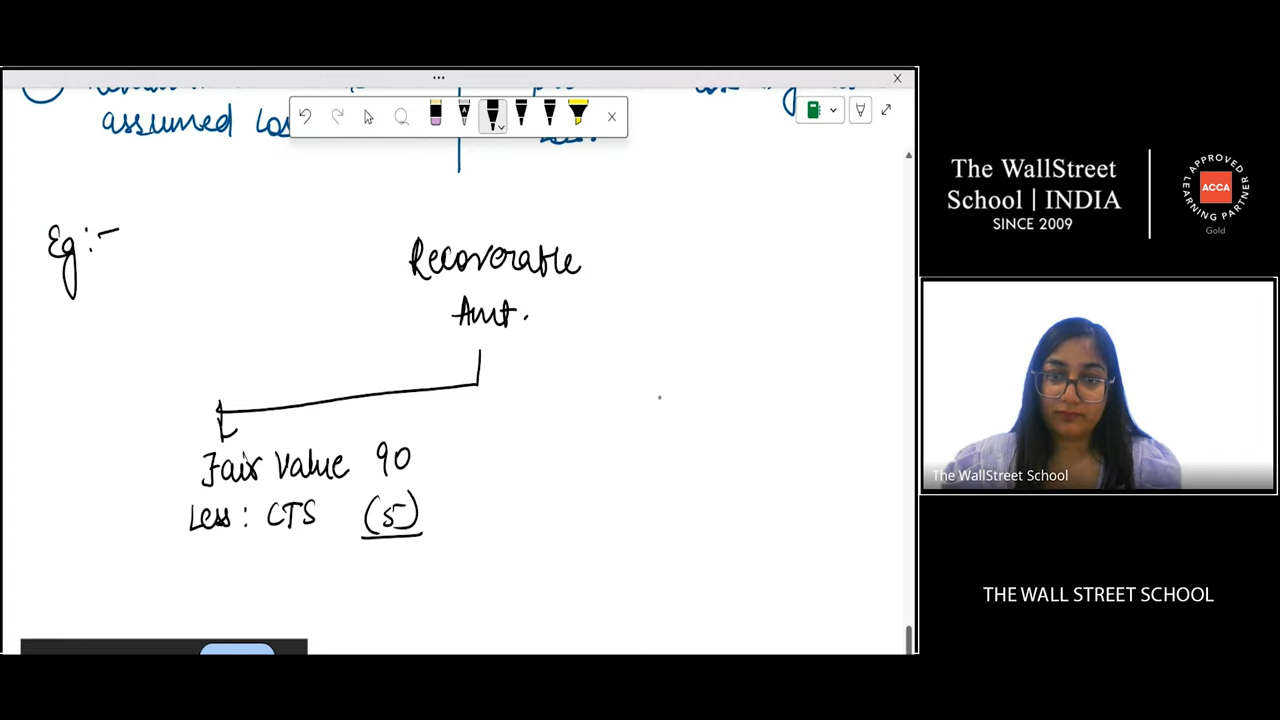 assumed
Eg:-
Recoverable
Amt.
Fair Value 90
Less: CTS (5)
The WallStreet
School | INDIA
SINCE 2009
APPROVED
LEARNING PARTNER
ACCA
Gold
The WallStreet School
THE WALL STREET SCHOOL